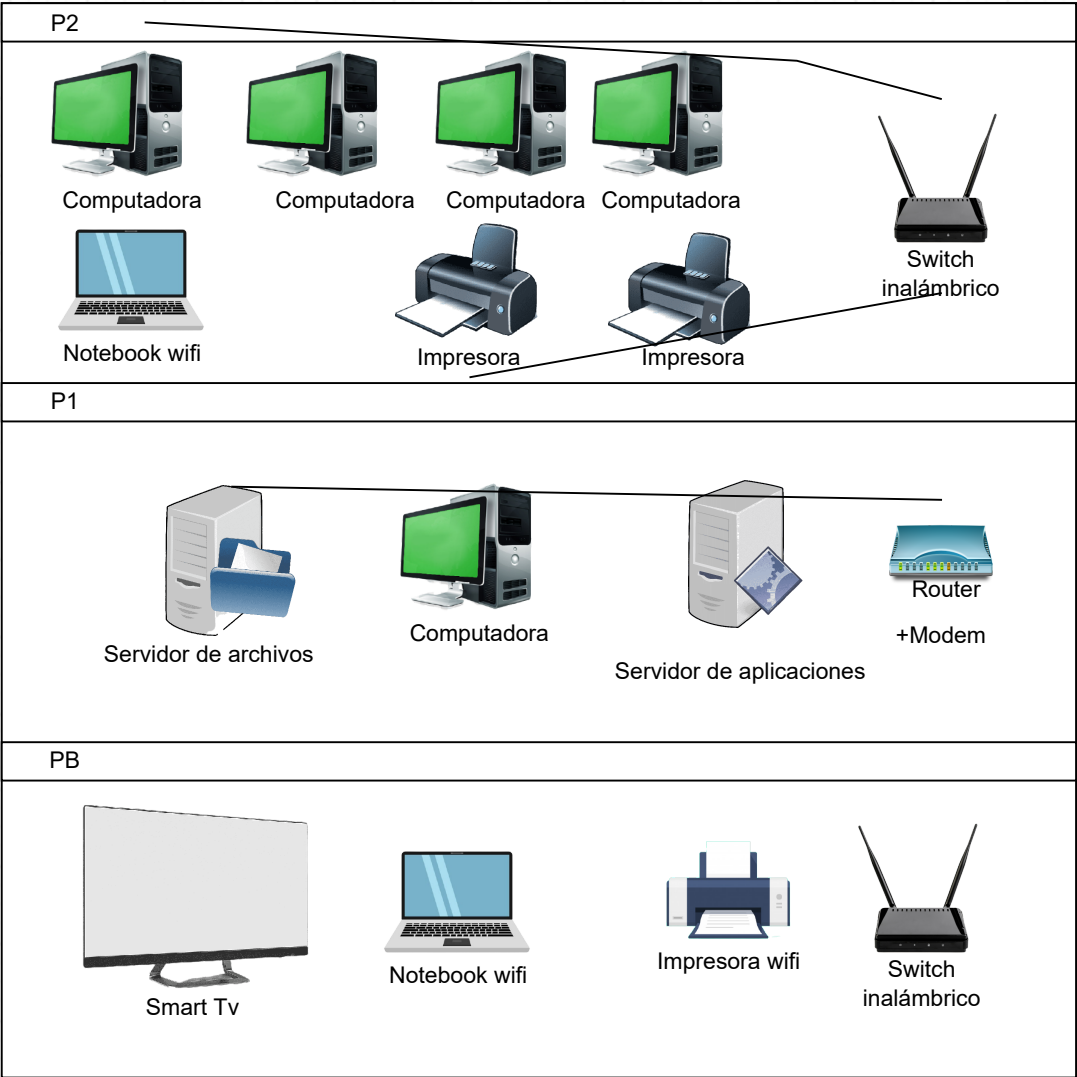 P2
Computadora
Computadora
Computadora
Computadora
Notebook wifi
Impresora
Impresora
Switch
inalámbrico
P1
Servidor de archivos
Computadora
Servidor de aplicaciones
Router
+Modem
PB
Smart Tv
Notebook wifi
Impresora wifi
Switch
inalámbrico